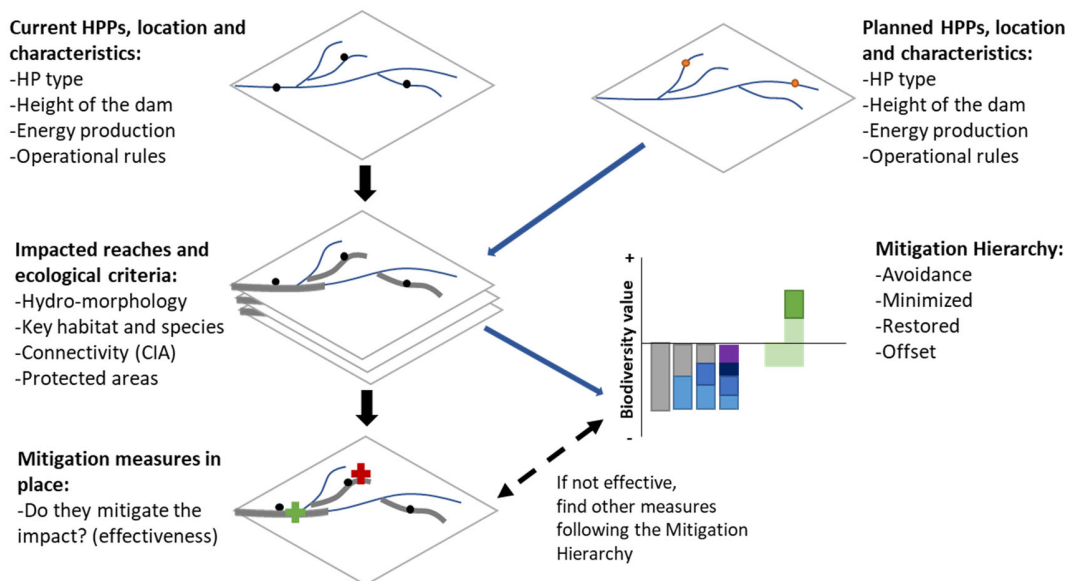 Current HPPs, location and
characteristics:
-HP type
-Height of the dam
-Energy production
-Operational rules
Planned HPPs, location
and characteristics:
-HP type
-Height of the dam
-Energy production
-Operational rules
Impacted reaches and
ecological criteria:
-Hydro-morphology
-Key habitat and species
-Connectivity (CIA)
-Protected areas
+
Biodiversity value
-
Mitigation Hierarchy:
-Avoidance
-Minimized
-Restored
-Offset
Mitigation measures in
place:
-Do they mitigate the
impact? (effectiveness)
If not effective,
find other measures
following the Mitigation
Hierarchy